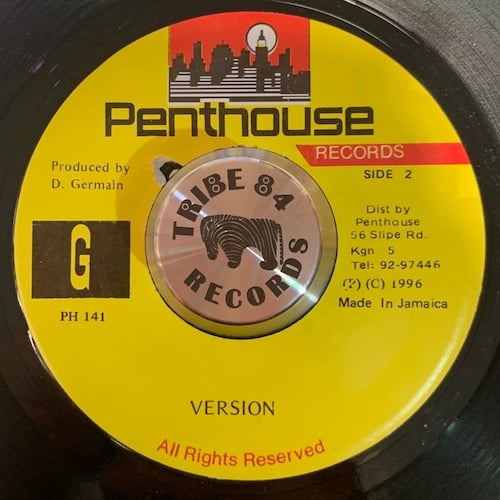 Penthouse
RECORDS
Produced by
D. Germain
SIDE 2
G
PH 141
TRIBE 84
RECORDS
Dist by
Penthouse
56 Slipe Rd.
Kgn 5
Tel: 92-97446
(P) (C) 1996
Made In Jamaica
VERSION
All Rights Reserved